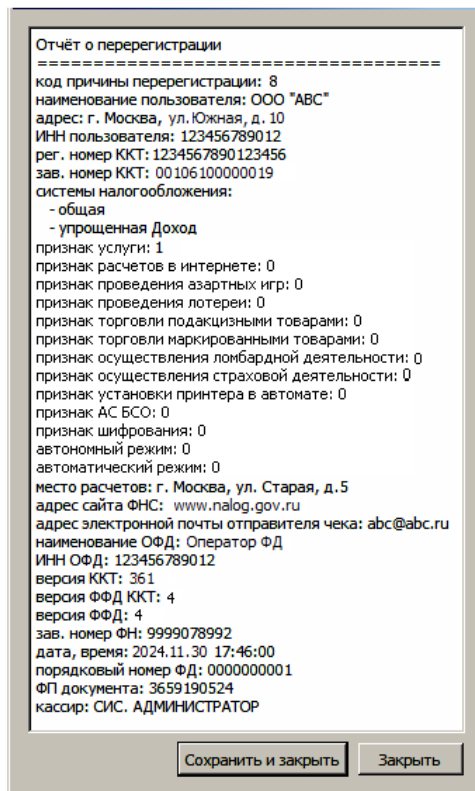 Отчёт о перерегистрации
=====================================
код причины перерегистрации: 8
наименование пользователя: ООО "АВС"
адрес: г. Москва, ул. Южная, д. 10
ИНН пользователя: 123456789012
рег. номер ККТ: 1234567890123456
зав. номер ККТ: 00106100000019
системы налогообложения:
- общая
- упрощенная Доход
признак услуги: 1
признак расчетов в интернете: 0
признак проведения азартных игр: 0
признак проведения лотереи: 0
признак торговли подакцизными товарами: 0
признак торговли маркированными товарами: 0
признак осуществления ломбардной деятельности: 0
признак осуществления страховой деятельности: 0
признак установки принтера в автомате: 0
признак АС БСО: 0
признак шифрования: 0
автономный режим: 0
автоматический режим: 0
место расчетов: г. Москва, ул. Старая, д.5
адрес сайта ФНС: www.nalog.gov.ru
адрес электронной почты отправителя чека: abc@abc.ru
наименование ОФД: Оператор ФД
ИНН ОФД: 123456789012
версия ККТ: 361
версия ФФД ККТ: 4
версия ФФД: 4
зав. номер ФН: 9999078992
дата, время: 2024.11.30 17:46:00
порядковый номер ФД: 0000000001
ФП документа: 3659190524
кассир: СИС. АДМИНИСТРАТОР
Сохранить и закрыть Закрыть